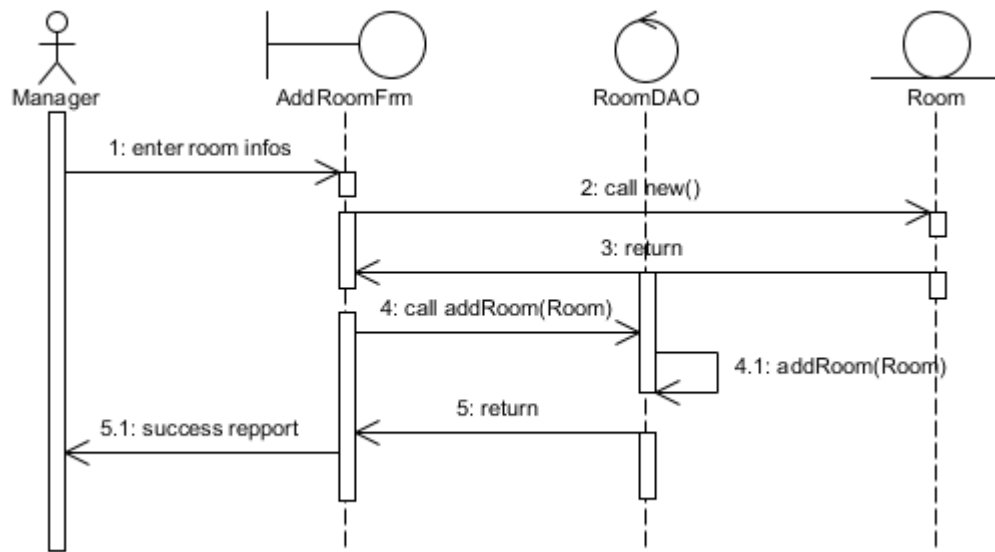 Manager
AddRoomFrm
RoomDAO
Room
1: enter room infos
2: call new()
3: return
4: call addRoom(Room)
4.1: addRoom(Room)
5: return
5.1: success repport